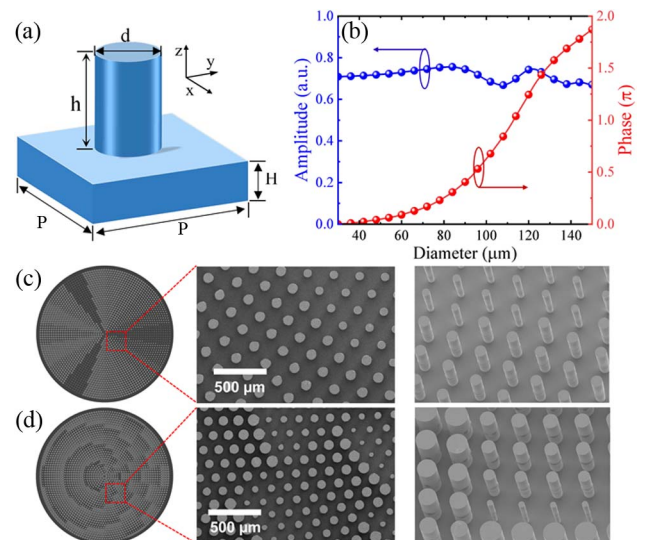 (a)
d
z
y
x
h
H
P
P
(b)
1.0
0.8
0.6
0.4
0.2
0.0
Amplitude (a.u.)
2.0
1.5
1.0
0.5
0.0
Phase (π)
40 60 80 100 120 140
Diameter (μm)
(c)
500 μm
(d)
500 μm